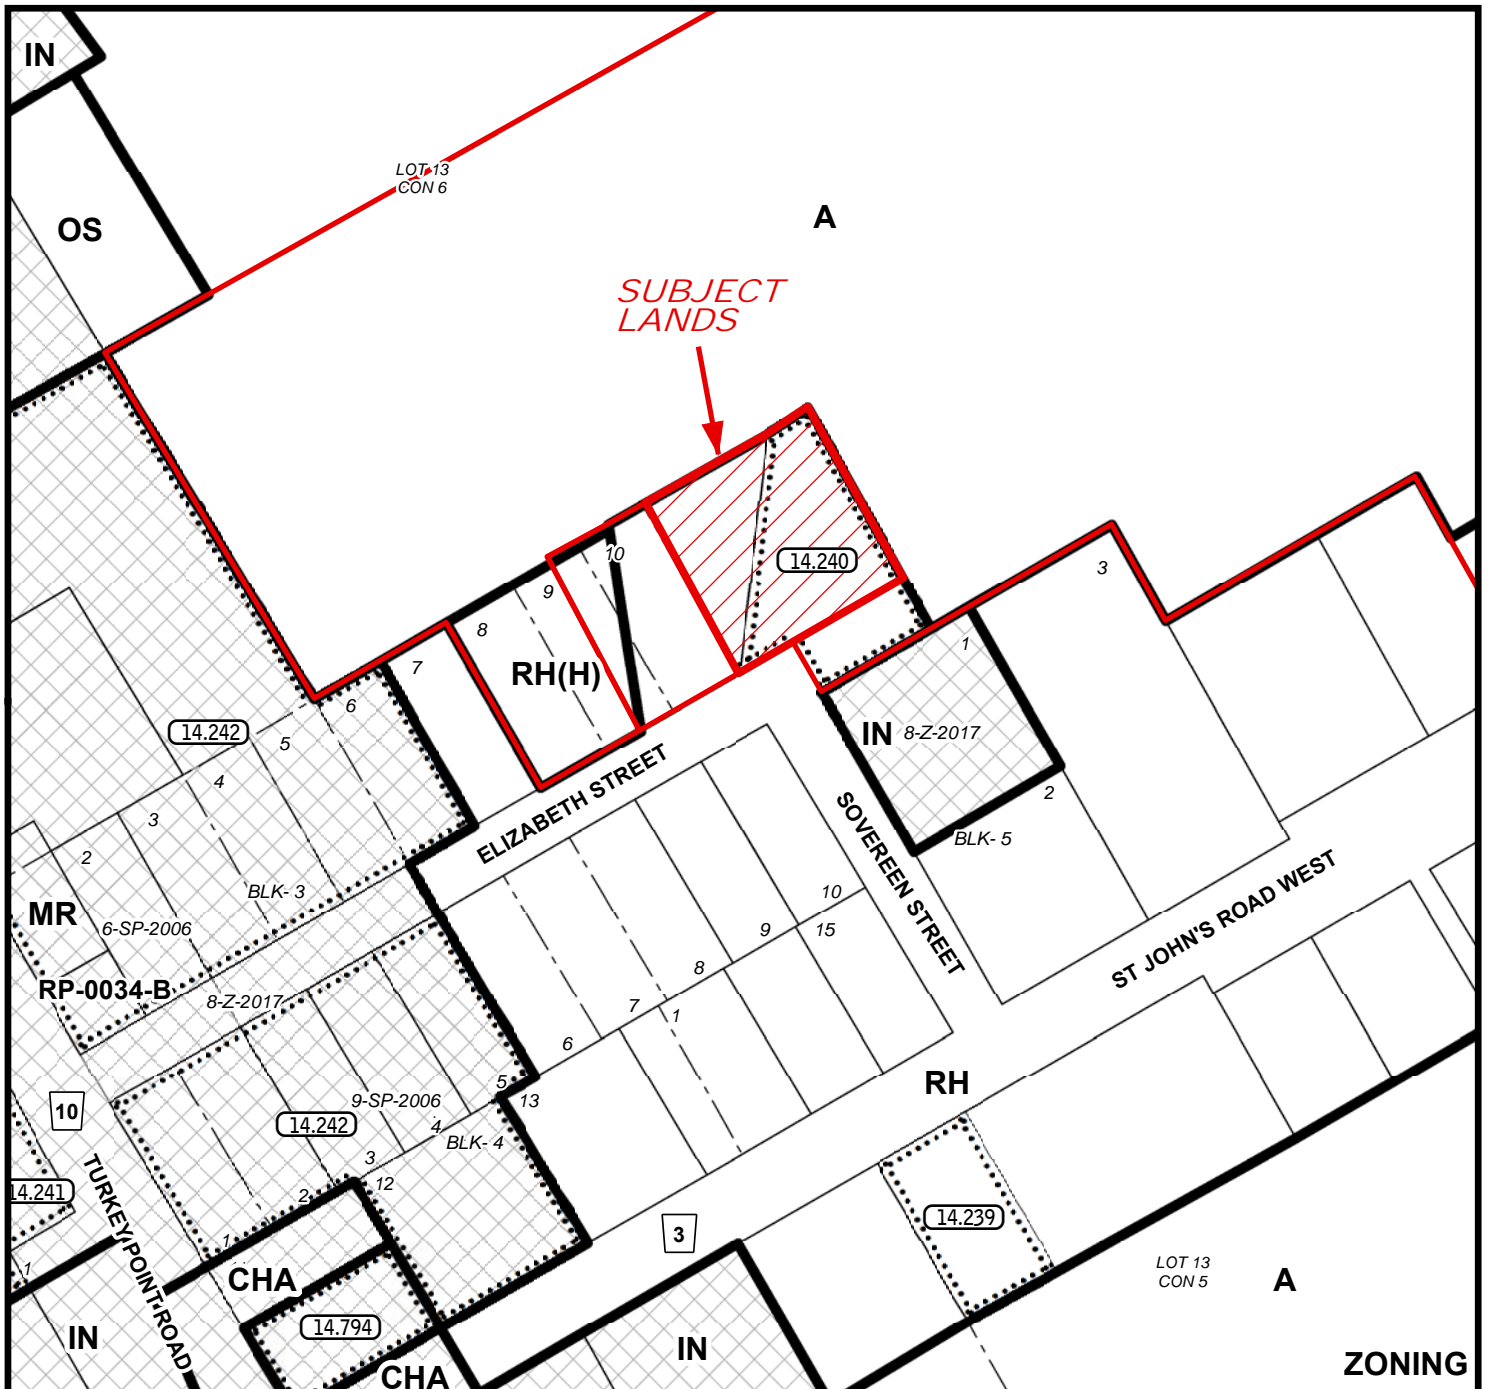 IN
LOT 13
CON 6
OS
A
SUBJECT
LANDS
10
14.240
9
3
8
1
7
RH(H)
6
14.242
5
IN
8-Z-2017
4
2
3
ELIZABETH STREET
SOVEREEN STREET
BLK- 5
2
BLK- 3
10
MR
6-SP-2006
9
15
ST JOHN'S ROAD WEST
8
RP-0034-B
8-Z-2017
7
1
6
5
RH
13
10
9-SP-2006
14.242
4
BLK- 4
3
12
14.241
2
TURKEY POINT ROAD
3
14.239
1
1
CHA
LOT 13
CON 5
A
14.794
IN
IN
CHA
ZONING